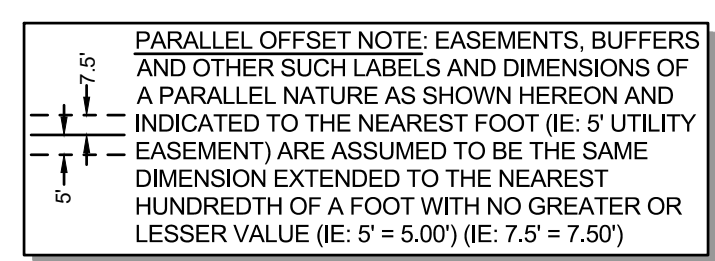 7.5'
5'
PARALLEL OFFSET NOTE: EASEMENTS, BUFFERS
AND OTHER SUCH LABELS AND DIMENSIONS OF
A PARALLEL NATURE AS SHOWN HEREON AND
INDICATED TO THE NEAREST FOOT (IE: 5' UTILITY
EASEMENT) ARE ASSUMED TO BE THE SAME
DIMENSION EXTENDED TO THE NEAREST
HUNDREDTH OF A FOOT WITH NO GREATER OR
LESSER VALUE (IE: 5' = 5.00') (IE: 7.5' = 7.50')